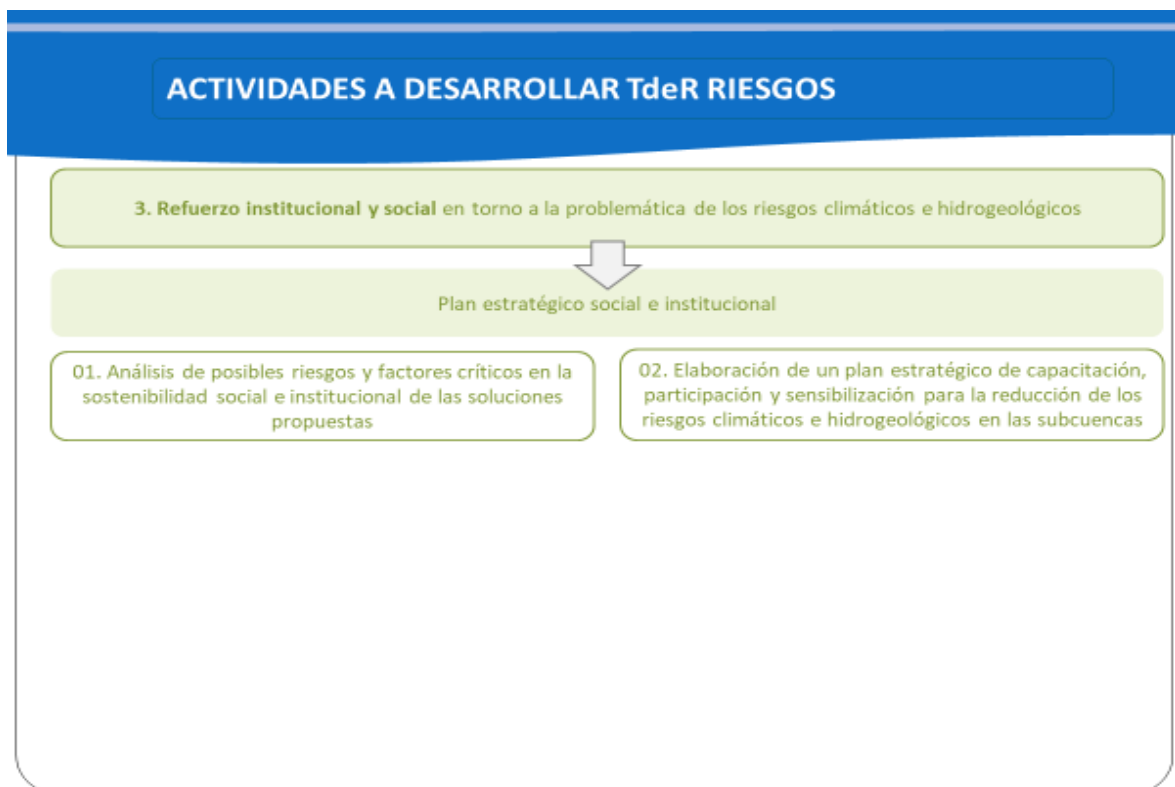 ACTIVIDADES A DESARROLLAR TdeR RIESGOS
3. Refuerzo institucional y social en torno a la problemática de los riesgos climáticos e hidrogeológicos
Plan estratégico social e institucional
01. Análisis de posibles riesgos y factores críticos en la
sostenibilidad social e institucional de las soluciones
propuestas
02. Elaboración de un plan estratégico de capacitación,
participación y sensibilización para la reducción de los
riesgos climáticos e hidrogeológicos en las subcuencas